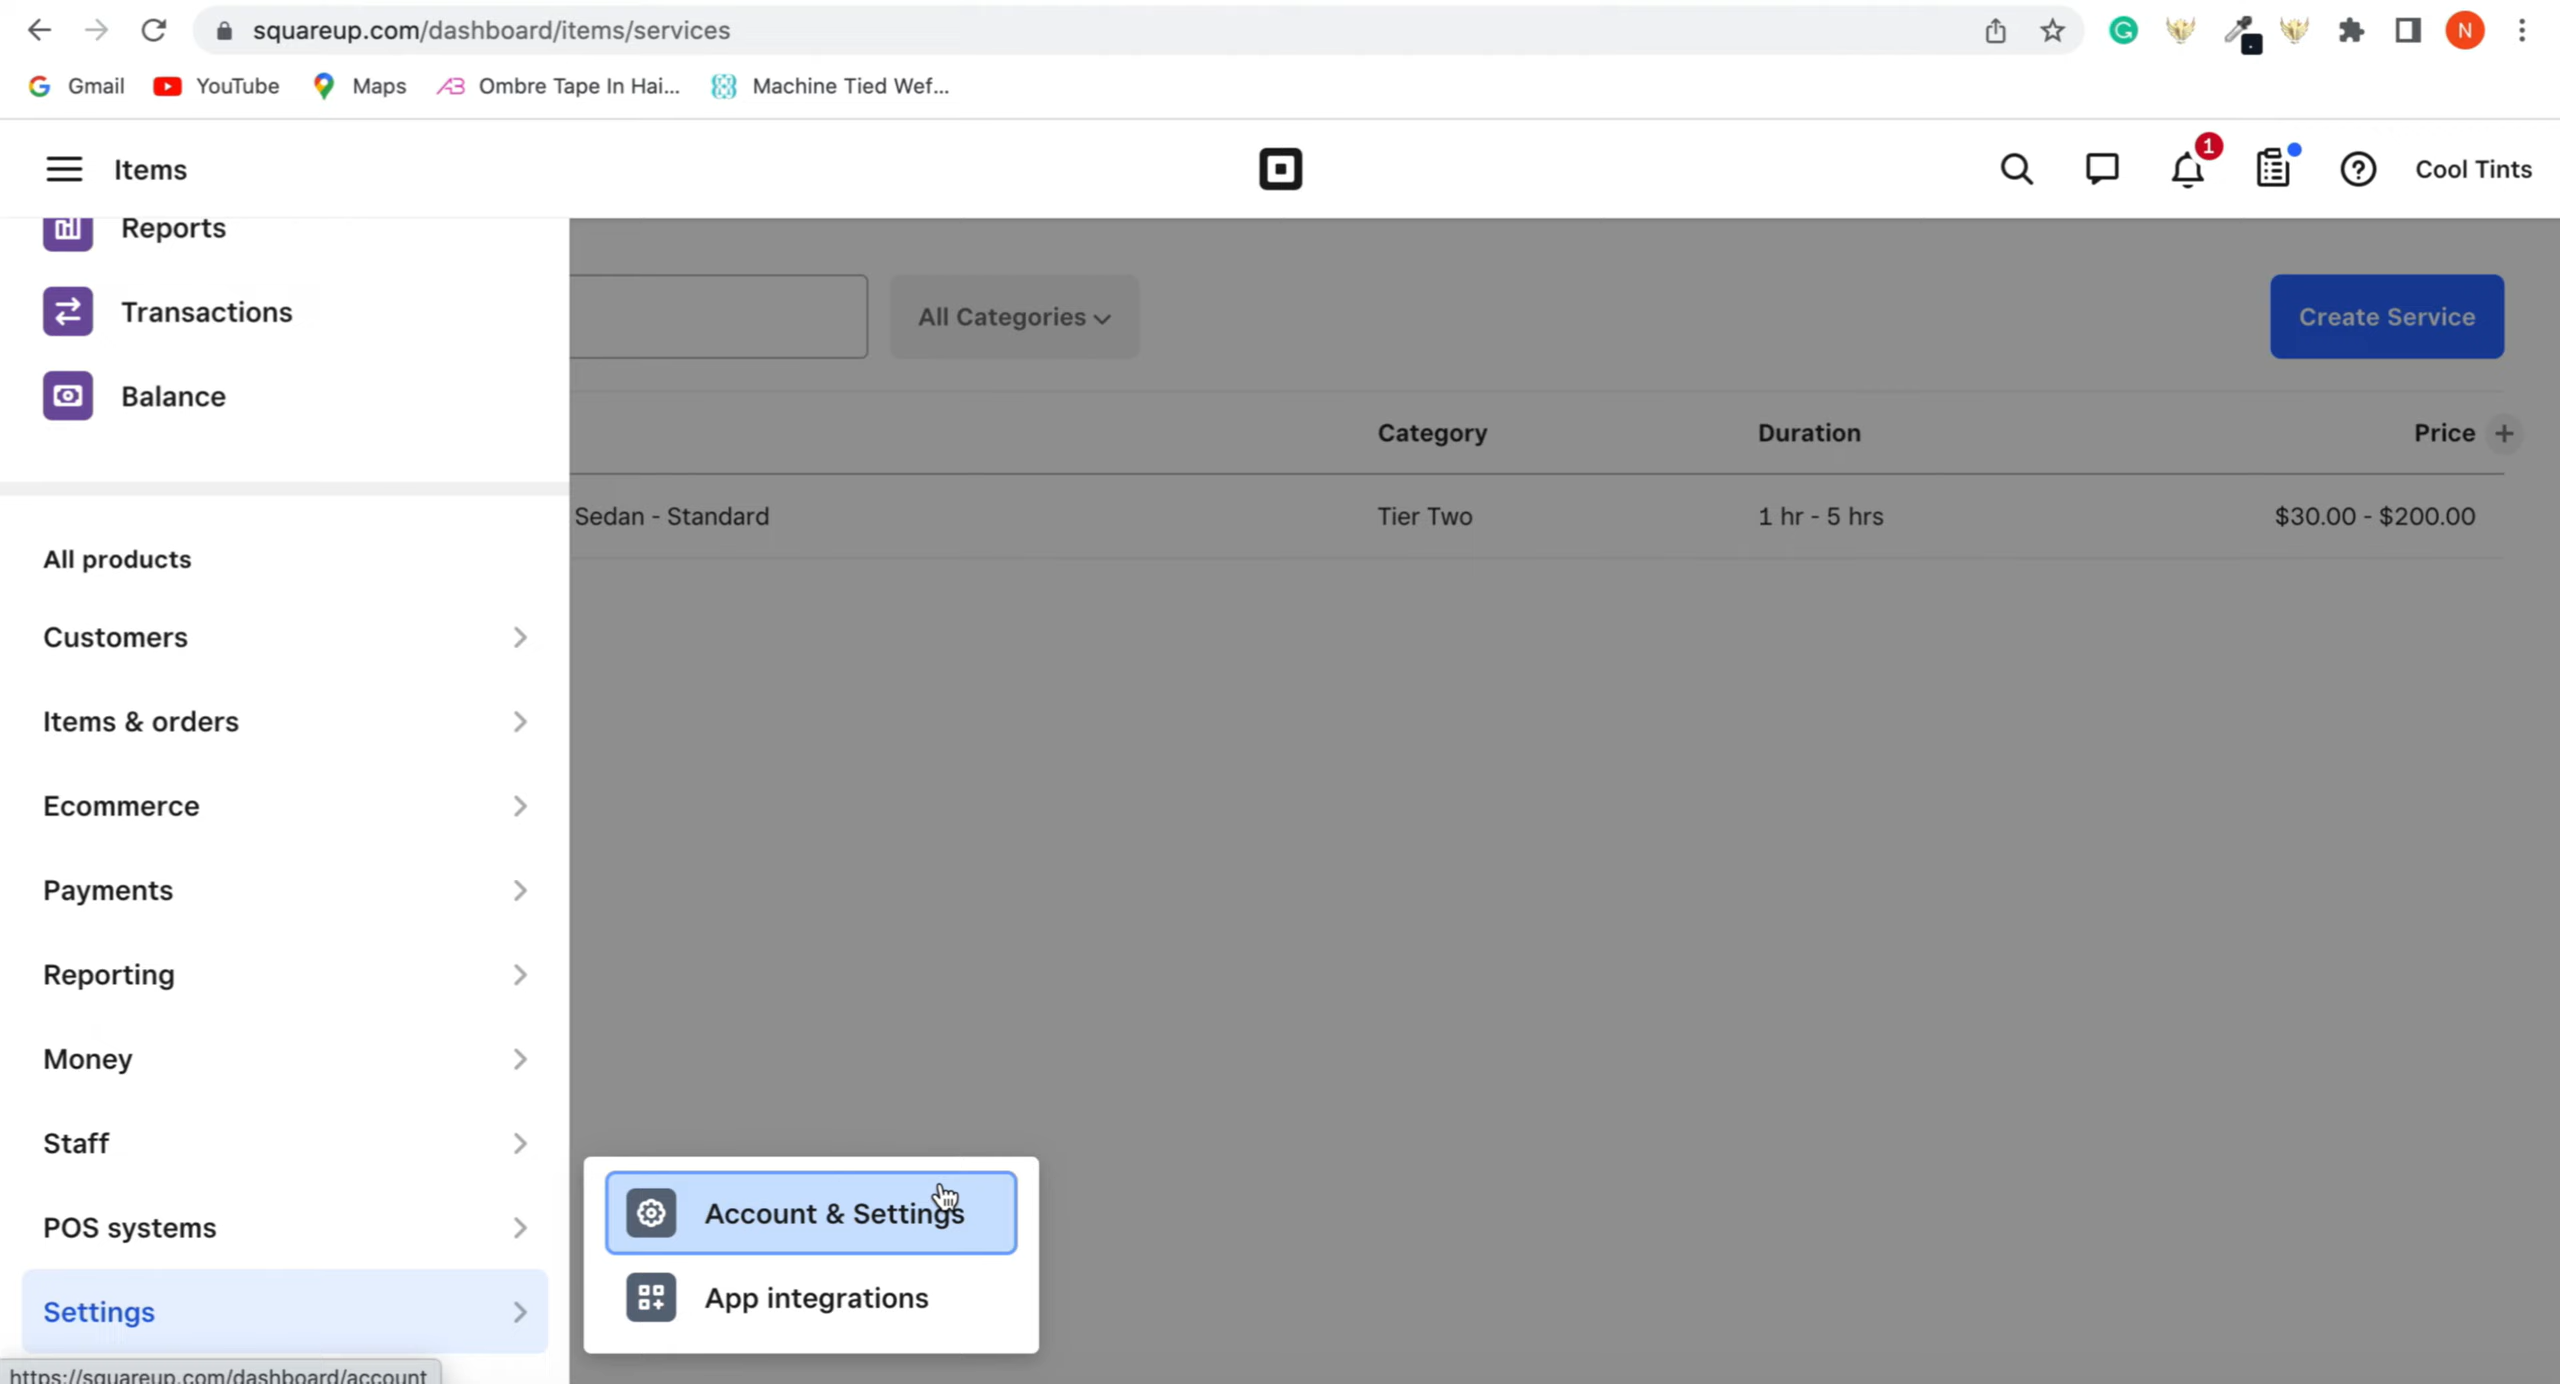 squareup.com/dashboard/items/services
Gmail YouTube Maps Ombre Tape In Hai... Machine Tied Wef...
N
Items
1
Cool Tints
Reports
Transactions
Balance
All Categories
Create Service
Category Duration Price +
Sedan - Standard Tier Two 1 hr - 5 hrs $30.00 - $200.00
All products
Customers
Items & orders
Ecommerce
Payments
Reporting
Money
Staff
POS systems
Settings
Account & Settings
App integrations
https://squareup.com/dashboard/account